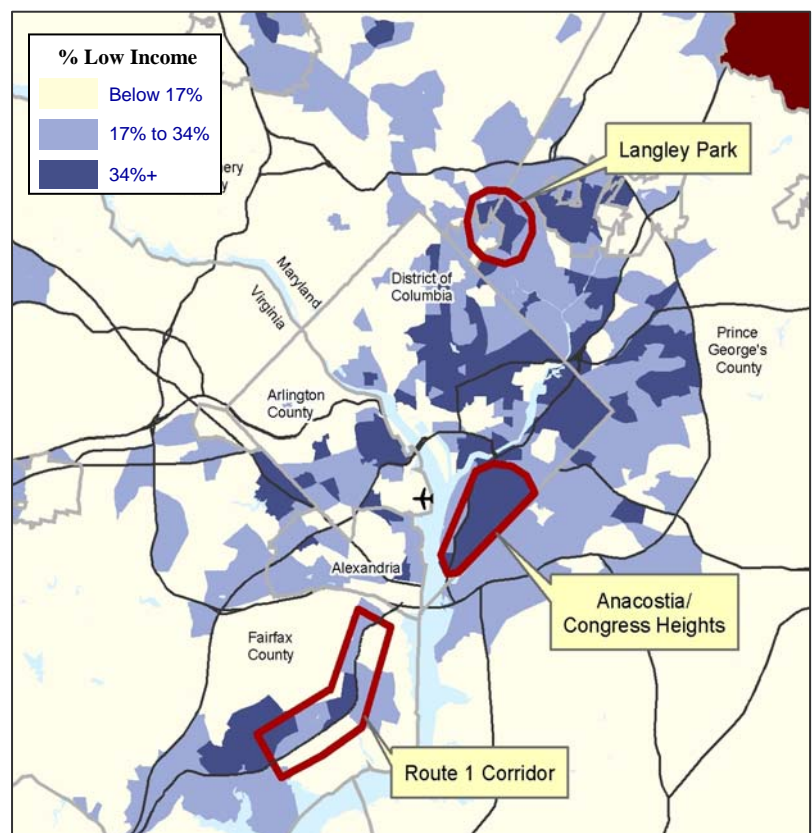 % Low Income
Below 17%
17% to 34%
34%+
Langley Park
Maryland
Virginia
District of
Columbia
Prince
George's
County
Arlington
County
Alexandria
Anacostia/
Congress Heights
Fairfax
County
Route 1 Corridor